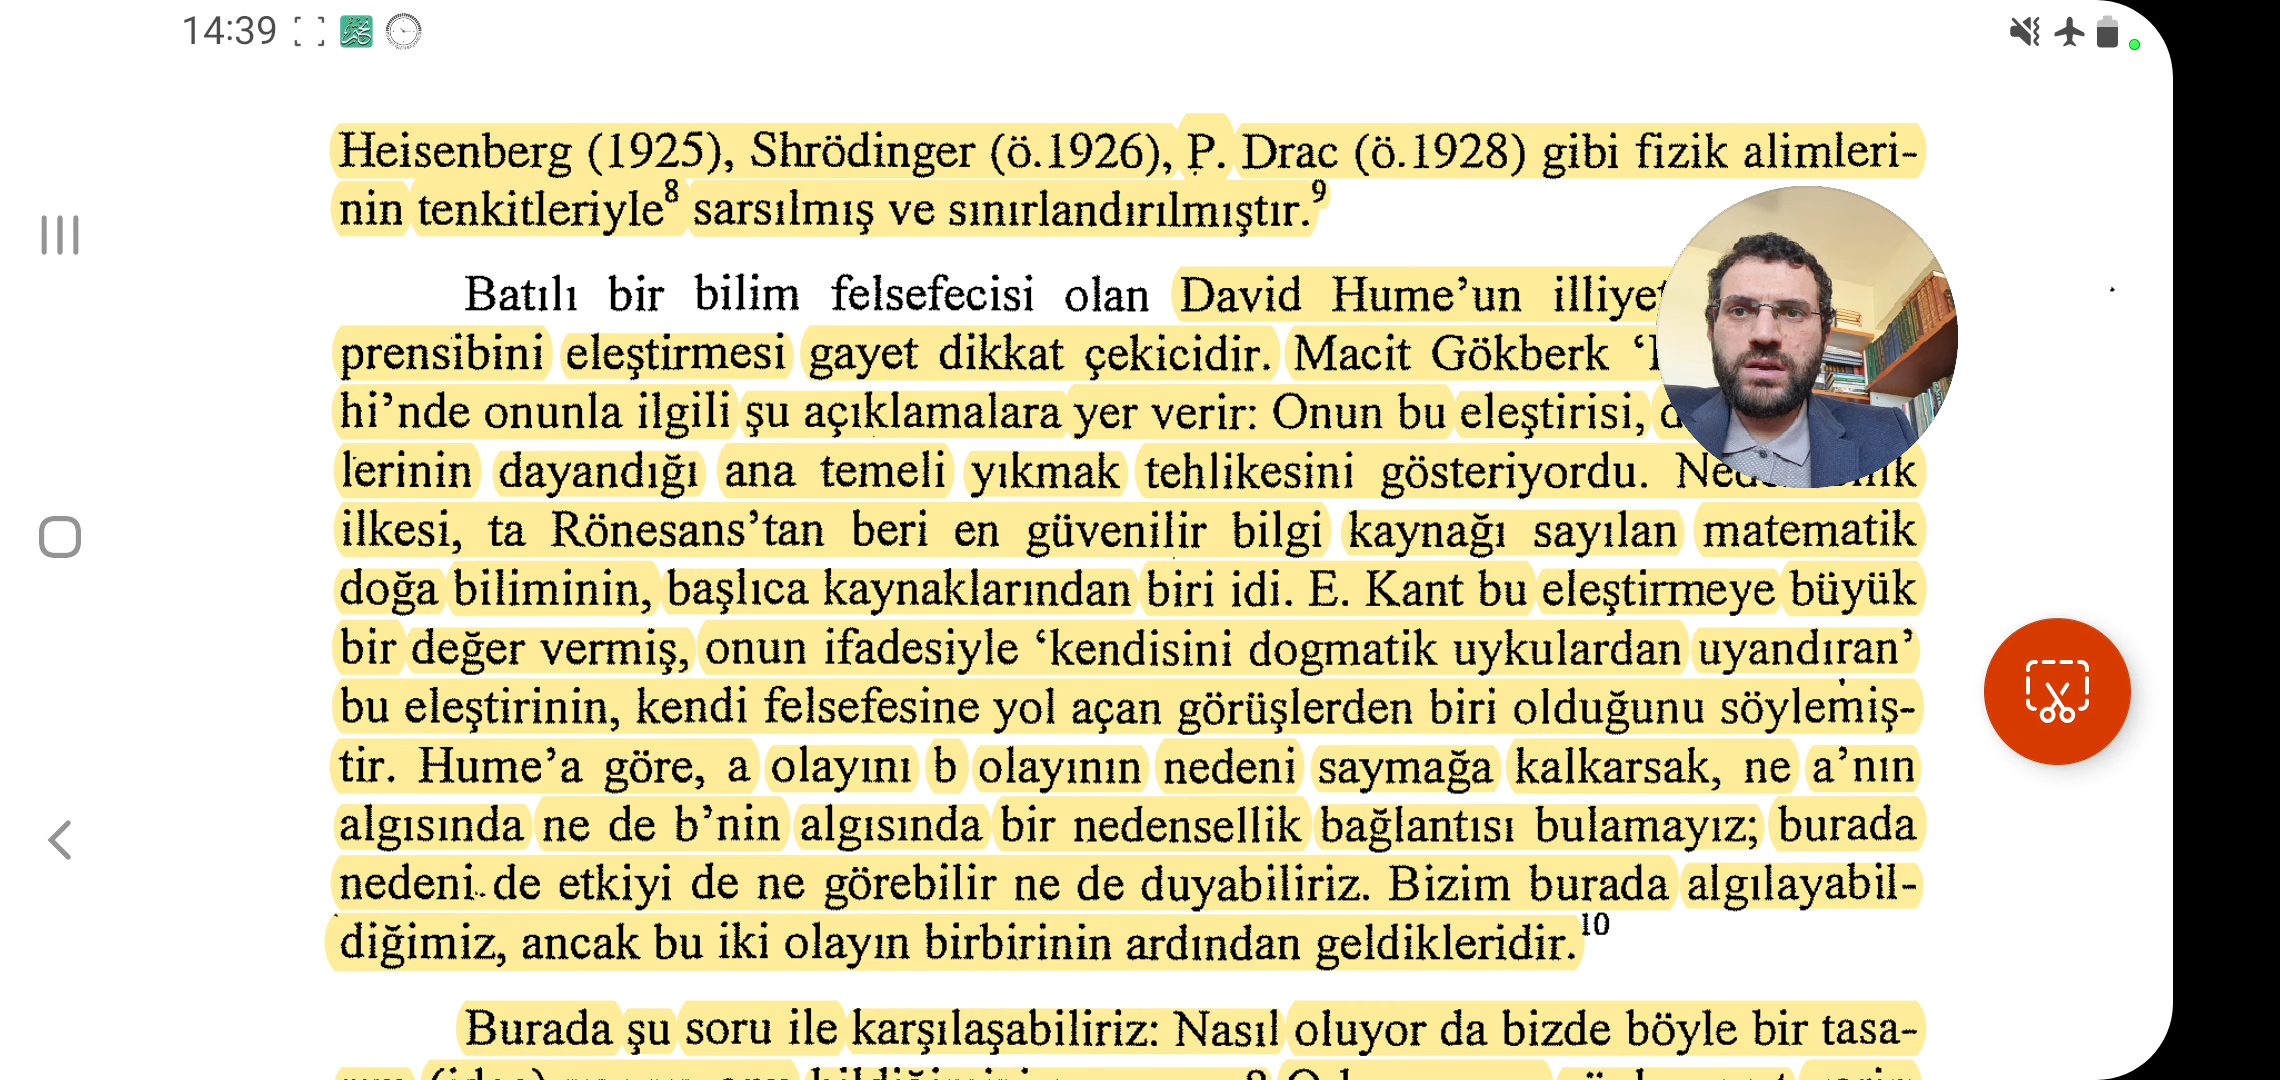 14:39
Heisenberg (1925), Shrödinger (ö.1926), P. Drac (ö.1928) gibi fizik alimleri-
nin tenkitleriyle8 sarsılmış ve sınırlandırılmıştır.9
Batılı bir bilim felsefecisi olan David Hume’un illiyet
prensibini eleştirmesi gayet dikkat çekicidir. Macit Gökberk ‘
hi’nde onunla ilgili şu açıklamalara yer verir: Onun bu eleştirisi,
lerinin dayandığı ana temeli yıkmak tehlikesini gösteriyordu.
ilkesi, ta Rönesans’tan beri en güvenilir bilgi kaynağı sayılan matematik
doğa biliminin, başlıca kaynaklarından biri idi. E. Kant bu eleştirmeye büyük
bir değer vermiş, onun ifadesiyle ‘kendisini dogmatik uykulardan uyandıran’
bu eleştirinin, kendi felsefesine yol açan görüşlerden biri olduğunu söylemiş-
tir. Hume’a göre, a olayını b olayının nedeni saymağa kalkarsak, ne a’nın
algısında ne de b’nin algısında bir nedensellik bağlantısı bulamayız; burada
nedeni de etkiyi de ne görebilir ne de duyabiliriz. Bizim burada algılayabil-
diğimiz, ancak bu iki olayın birbirinin ardından geldikleridir.10
Burada şu soru ile karşılaşabiliriz: Nasıl oluyor da bizde böyle bir tasa-